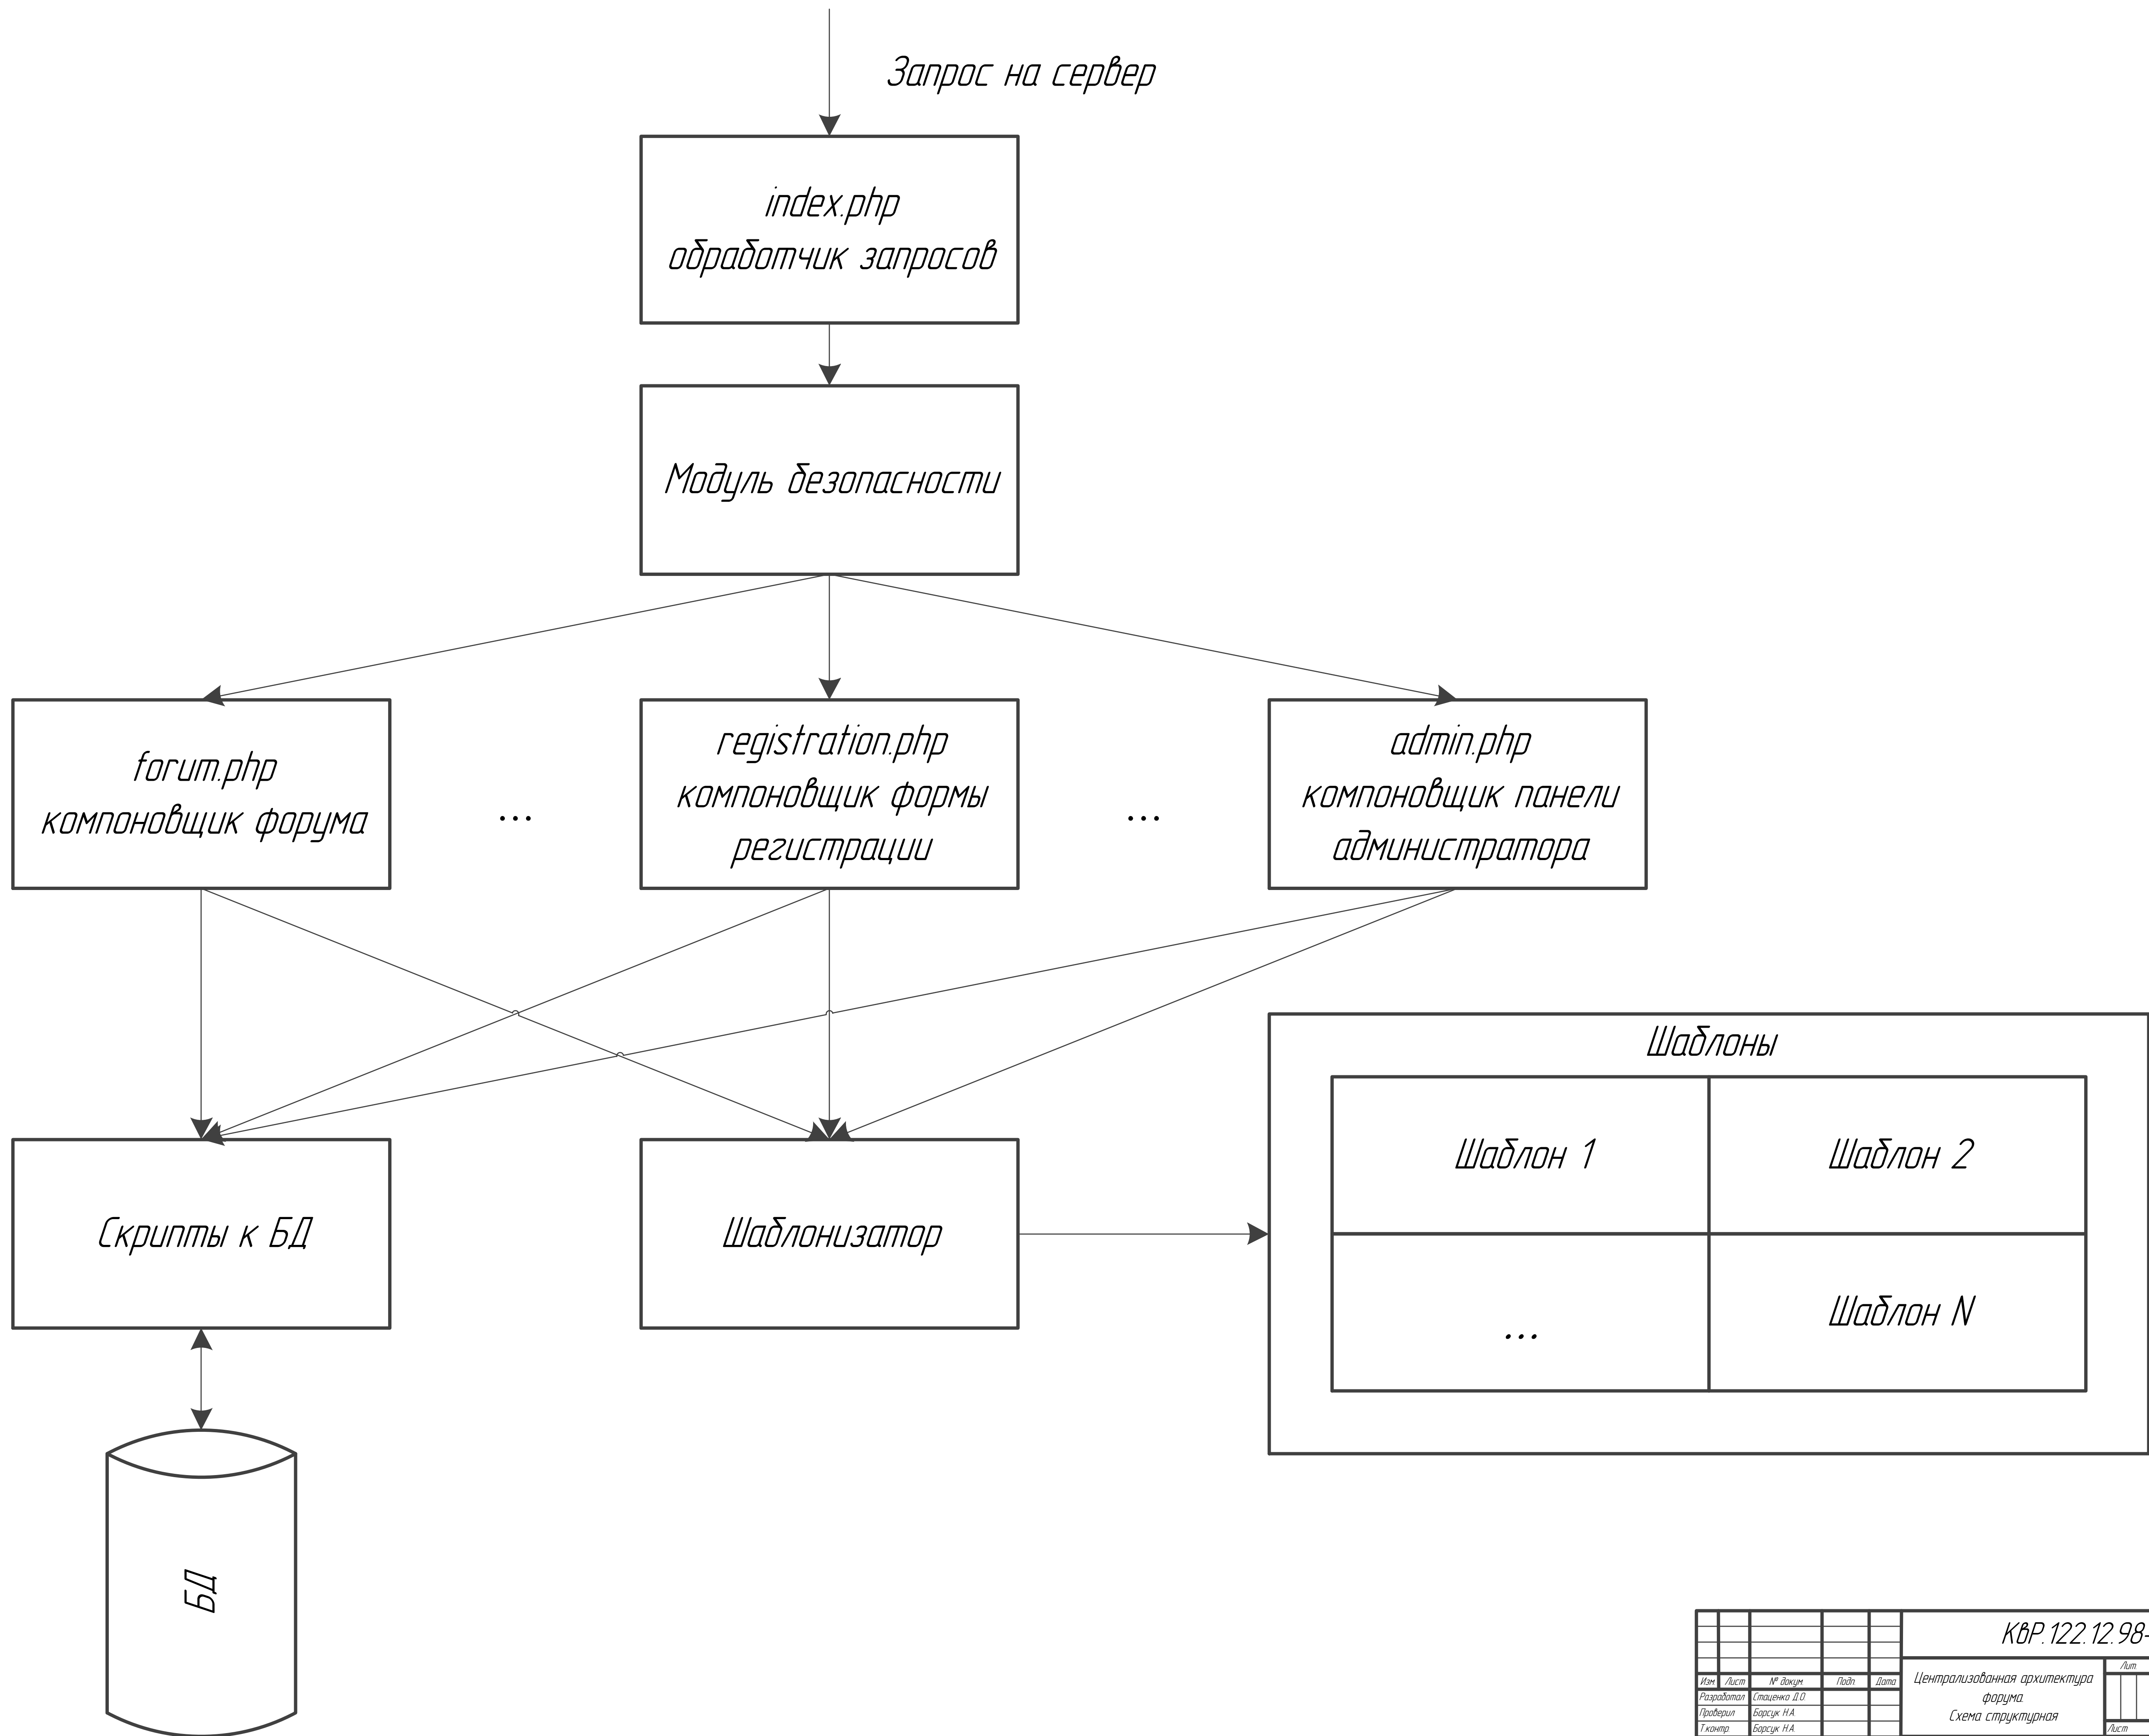 Запрос на сервер
index.php
обработчик запросов
Модуль безопасности
forum.php
компоновщик форума
...
registration.php
компоновщик формы
регистрации
...
admin.php
компоновщик панели
администратора
Шаблоны
Шаблон 1
Шаблон 2
...
Шаблон N
Скрипты к БД
Шаблонизатор
БД
КвР.122.12.98-
Изм Лист № докум Подп Дата
Разработал Стаценко Д.О.
Проверил Борсук Н.А.
Т.контр Борсук Н.А.
Централизованная архитектура
форума.
Схема структурная
Лит
Лист